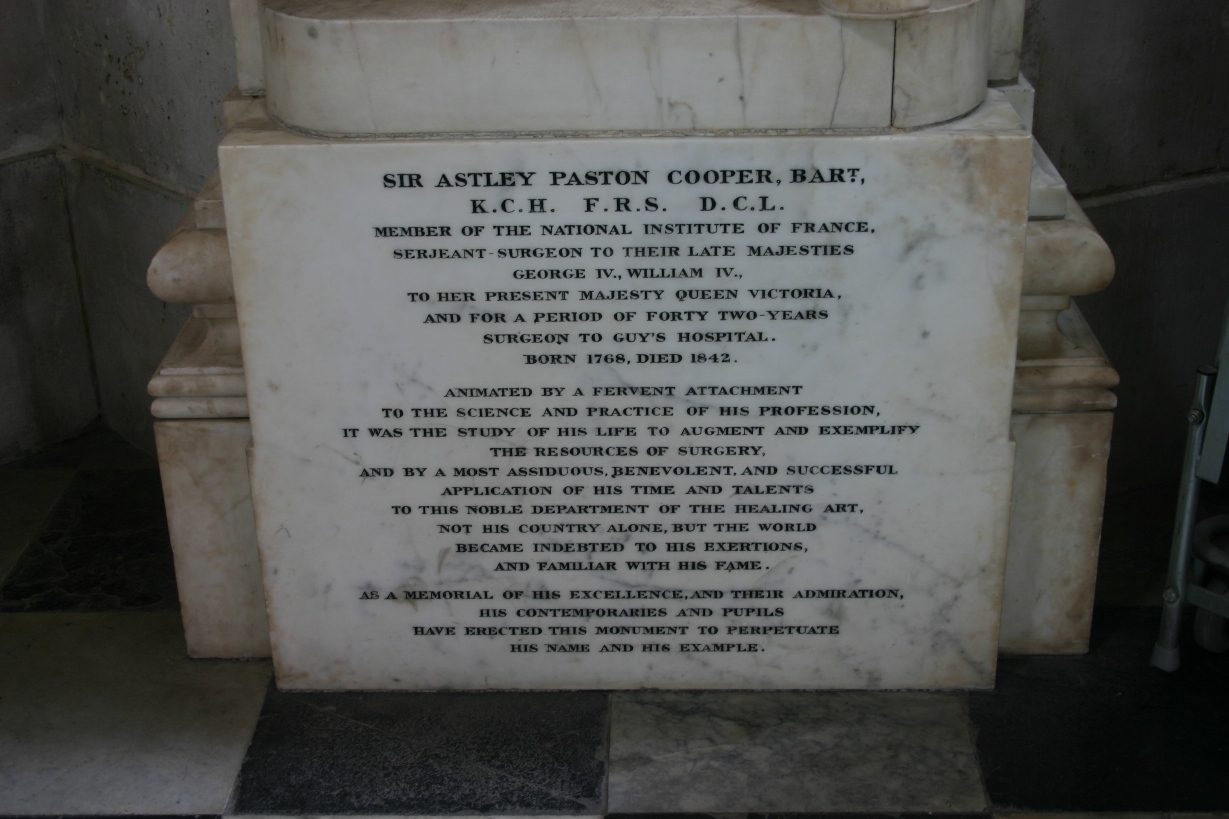 SIR ASTLEY PASTON COOPER, BART,
K.C.H. F.R.S. D.C.L.
MEMBER OF THE NATIONAL INSTITUTE OF FRANCE,
SERJEANT-SURGEON TO THEIR LATE MAJESTIES
GEORGE IV., WILLIAM IV.,
TO HER PRESENT MAJESTY QUEEN VICTORIA,
AND FOR A PERIOD OF FORTY TWO-YEARS
SURGEON TO GUY'S HOSPITAL.
BORN 1768, DIED 1842.
ANIMATED BY A FERVENT ATTACHMENT
TO THE SCIENCE AND PRACTICE OF HIS PROFESSION,
IT WAS THE STUDY OF HIS LIFE TO AUGMENT AND EXEMPLIFY
THE RESOURCES OF SURGERY,
AND BY A MOST ASSIDUOUS, BENEVOLENT, AND SUCCESSFUL
APPLICATION OF HIS TIME AND TALENTS
TO THIS NOBLE DEPARTMENT OF THE HEALING ART,
NOT HIS COUNTRY ALONE, BUT THE WORLD
BECAME INDEBTED TO HIS EXERTIONS,
AND FAMILIAR WITH HIS FAME.
AS A MEMORIAL OF HIS EXCELLENCE, AND THEIR ADMIRATION,
HIS CONTEMPORARIES AND PUPILS
HAVE ERECTED THIS MONUMENT TO PERPETUATE
HIS NAME AND HIS EXAMPLE.